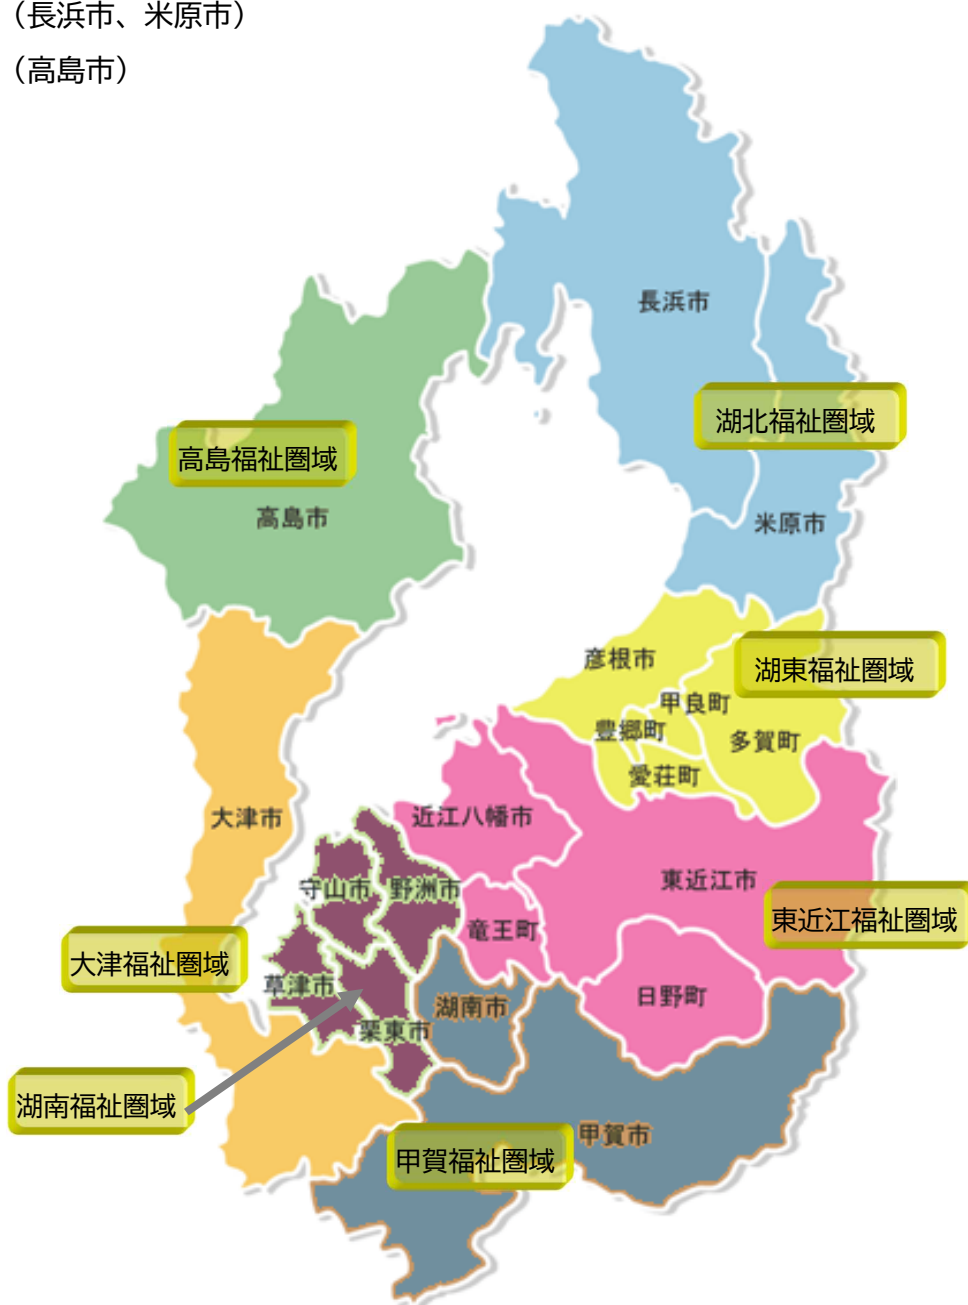 （長浜市、米原市）
（高島市）
長浜市
湖北福祉圏域
高島福祉圏域
高島市
米原市
彦根市
湖東福祉圏域
甲良町
豊郷町
多賀町
愛荘町
大津市
近江八幡市
東近江市
守山市
野洲市
東近江福祉圏域
竜王町
大津福祉圏域
草津市
日野町
湖南市
栗東市
湖南福祉圏域
甲賀市
甲賀福祉圏域